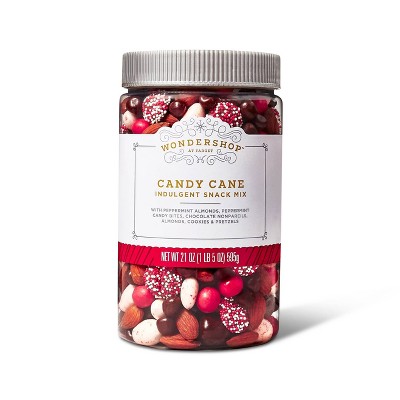 WONDERSHOP
AT TARGET
CANDY CANE
INDULGENT SNACK MIX
WITH PEPPERMINT ALMONDS, PEPPERMINT
CANDY BITES, CHOCOLATE NONPAREILS,
ALMONDS, COOKIES & PRETZELS
NET WT 21 OZ (1 LB 5 OZ) 595g